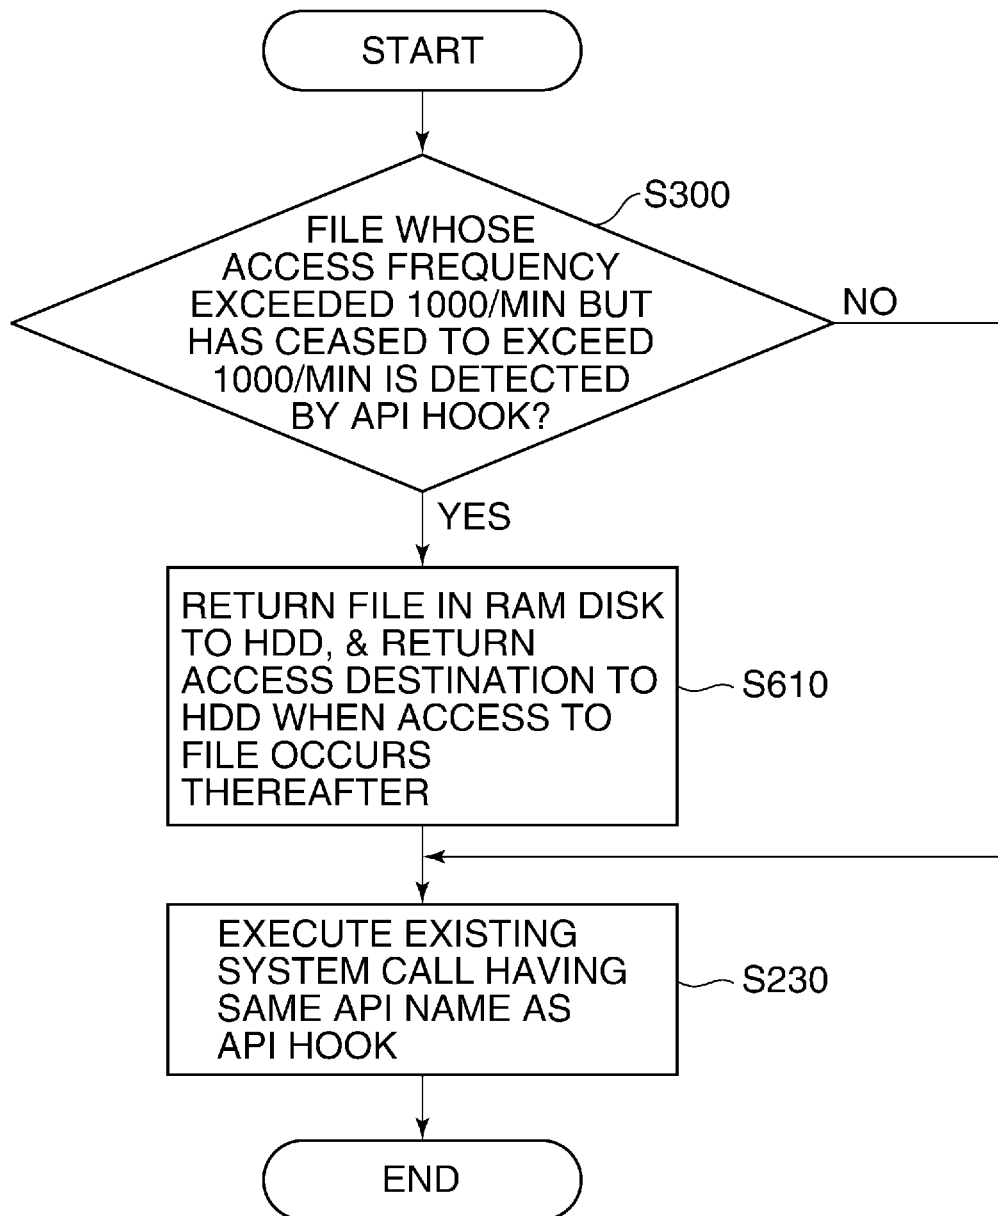 START
S300
FILE WHOSE
ACCESS FREQUENCY
EXCEEDED 1000/MIN BUT
HAS CEASED TO EXCEED
1000/MIN IS DETECTED
BY API HOOK?
NO
YES
RETURN FILE IN RAM DISK
TO HDD, & RETURN
ACCESS DESTINATION TO
HDD WHEN ACCESS TO
FILE OCCURS
THEREAFTER
S610
EXECUTE EXISTING
SYSTEM CALL HAVING
SAME API NAME AS
API HOOK
S230
END